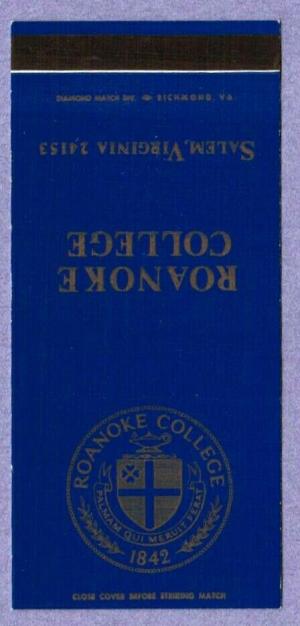 DIAMOND MATCH DIV. RICHMOND, VA.
SALEM, VIRGINIA 24153
ROANOKE
COLLEGE
ROANOKE COLLEGE
PALMAM QUI MERUIT FERAT
1842
CLOSE COVER BEFORE STRIKING MATCH